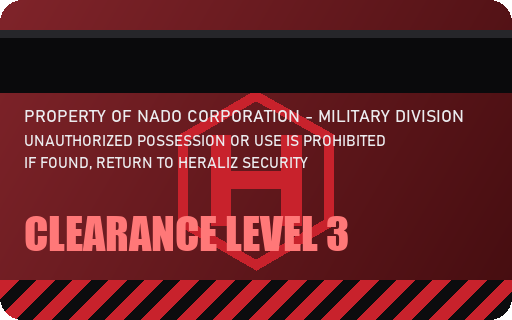 PROPERTY OF NADO CORPORATION - MILITARY DIVISION
UNAUTHORIZED POSSESSION OR USE IS PROHIBITED
IF FOUND, RETURN TO HERALIZ SECURITY
H
CLEARANCE LEVEL 3